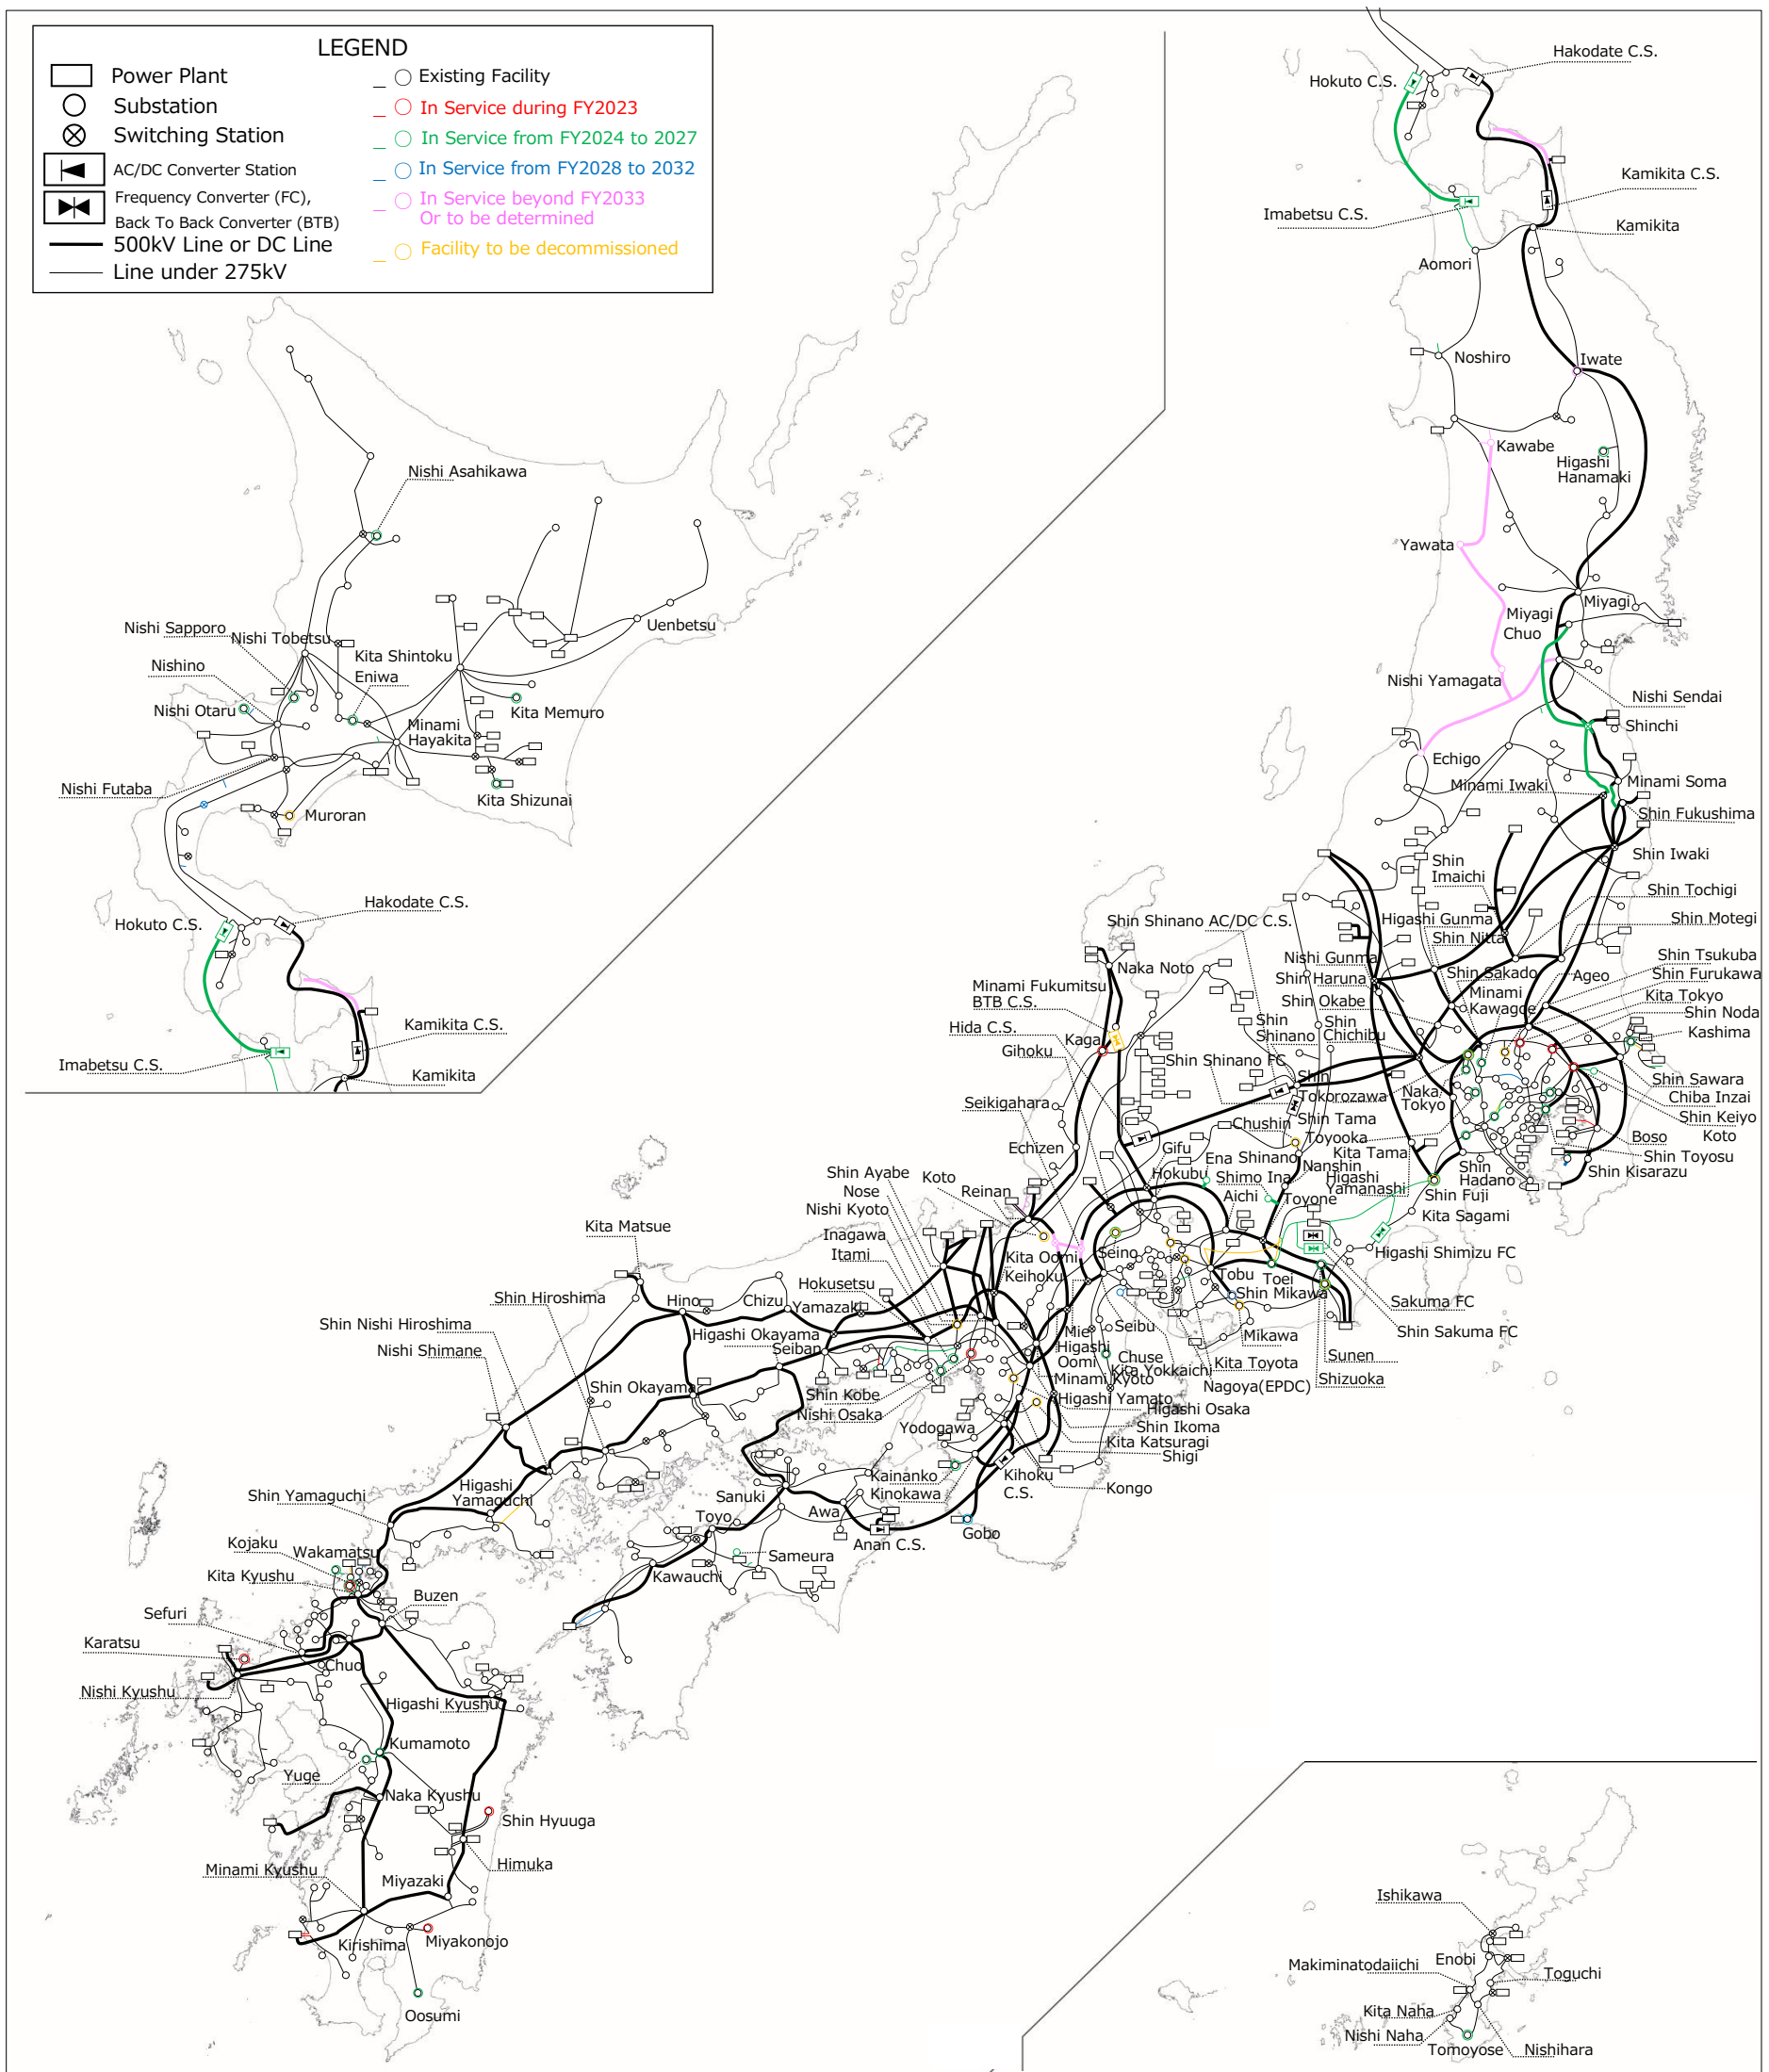 LEGEND
Power Plant
Substation
Switching Station
AC/DC Converter Station
Frequency Converter (FC),
Back To Back Converter (BTB)
500kV Line or DC Line
Line under 275kV
Existing Facility
In Service during FY2023
In Service from FY2024 to 2027
In Service from FY2028 to 2032
In Service beyond FY2033
Or to be determined
Facility to be decommissioned
Nishi Asahikawa
Nishi Sapporo
Nishi Tobetsu
Uenbetsu
Kita Shintoku
Nishino
Eniwa
Nishi Otaru
Kita Memuro
Minami
Hayakita
Nishi Futaba
Kita Shizunai
Muroran
Hakodate C.S.
Hokuto C.S.
Kamikita C.S.
Imabetsu C.S.
Kamikita
Hakodate C.S.
Hokuto C.S.
Kamikita C.S.
Imabetsu C.S.
Kamikita
Aomori
Noshiro
Iwate
Kawabe
Higashi
Hanamaki
Yawata
Miyagi
Miyagi
Chuo
Nishi Yamagata
Nishi Sendai
Shinchi
Echigo
Minami Iwaki
Minami Soma
Shin Fukushima
Shin Iwaki
Shin
Imaichi
Shin Tochigi
Shin Motegi
Higashi Gunma
Shin Shinano AC/DC C.S.
Shin Nitta
Shin Tsukuba
Nishi Gunma
Shin Furukawa
Shin Haruna
Shin Sakado
Ageo
Kita Tokyo
Naka Noto
Minami Fukumitsu
BTB C.S.
Shin Okabe
Minami
Kawagoe
Shin Noda
Kashima
Hida C.S.
Kaga
Shin
Shinano
Shin
Chichibu
Gihoku
Shin Shinano FC
Shin
Tokorozawa
Naka
Tokyo
Shin Sawara
Chiba Inzai
Shin Keiyo
Seikigahara
Chushin
Shin Tama
Toyooka
Kita Tama
Boso
Koto
Echizen
Gifu
Ena
Shinano
Shin Toyosu
Shin Kisarazu
Shin Ayabe
Koto
Hokubu
Shimo Ina
Nanshin
Higashi
Yamanashi
Shin
Hadano
Nose
Reinan
Aichi
Toyone
Shin Fuji
Nishi Kyoto
Kita Sagami
Kita Matsue
Inagawa
Itami
Kita Oomi
Seino
Higashi Shimizu FC
Keihoku
Tobu
Toei
Hokusetsu
Shin Mikawa
Sakuma FC
Shin Hiroshima
Hino
Chizu
Yamazaki
Shin Sakuma FC
Shin Nishi Hiroshima
Higashi Okayama
Mie
Seibu
Mikawa
Nishi Shimane
Seiban
Higashi
Oomi
Chuse
Kita Yokkaichi
Kita Toyota
Sunen
Shin Okayama
Shin Kobe
Minami Kyoto
Nagoya(EPDC)
Shizuoka
Nishi Osaka
Higashi Yamato
Higashi Osaka
Yodogawa
Shin Ikoma
Kita Katsuragi
Shigi
Kainanko
Kihoku
C.S.
Kongo
Kinokawa
Higashi
Yamaguchi
Sanuki
Shin Yamaguchi
Toyo
Awa
Anan C.S.
Gobo
Kojaku
Wakamatsu
Kawauchi
Sameura
Kita Kyushu
Buzen
Sefuri
Karatsu
Chuo
Nishi Kyushu
Higashi Kyushu
Kumamoto
Yuge
Naka Kyushu
Shin Hyuuga
Minami Kyushu
Himuka
Miyazaki
Kirishima
Miyakonojo
Oosumi
Ishikawa
Enobi
Makiminatodaiichi
Toguchi
Kita Naha
Nishi Naha
Tomoyose
Nishihara